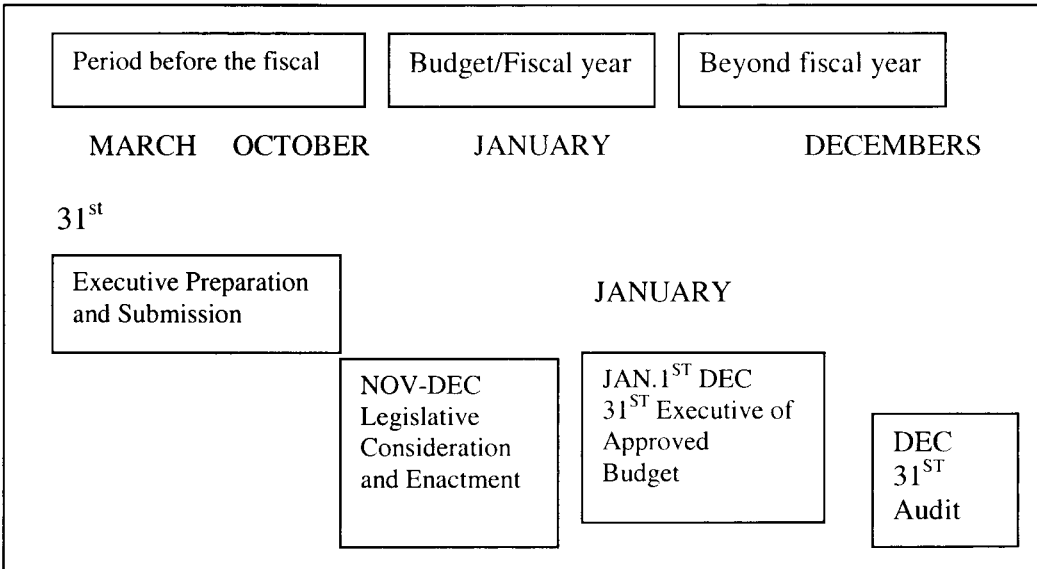 Period before the fiscal
Budget/Fiscal year
Beyond fiscal year
MARCH OCTOBER JANUARY DECEMBERS
31st
Executive Preparation
and Submission
JANUARY
NOV-DEC
Legislative
Consideration
and Enactment
JAN.1ST DEC
31ST Executive of
Approved
Budget
DEC
31ST
Audit